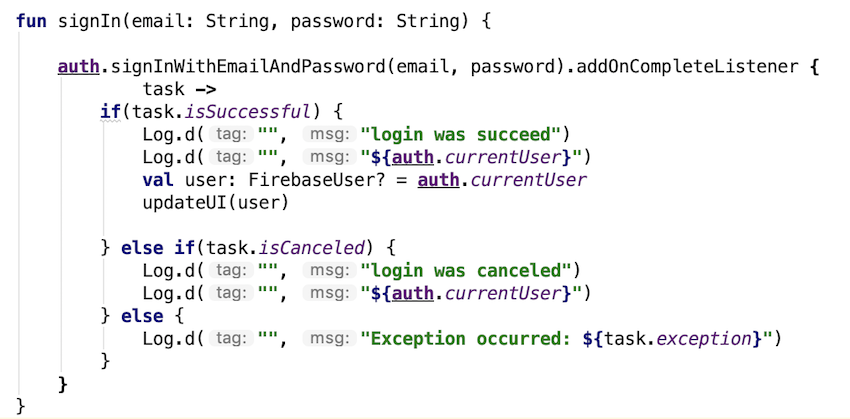 fun signIn(email: String, password: String) {
auth.signInWithEmailAndPassword(email, password).addOnCompleteListener {
task ->
if(task.isSuccessful) {
Log.d( tag: "", msg: "login was succeed")
Log.d( tag: "", msg: "${auth.currentUser}")
val user: FirebaseUser? = auth.currentUser
updateUI(user)
} else if(task.isCanceled) {
Log.d( tag: "", msg: "login was canceled")
Log.d( tag: "", msg: "${auth.currentUser}")
} else {
Log.d( tag: "", msg: "Exception occurred: ${task.exception}")
}
}
}